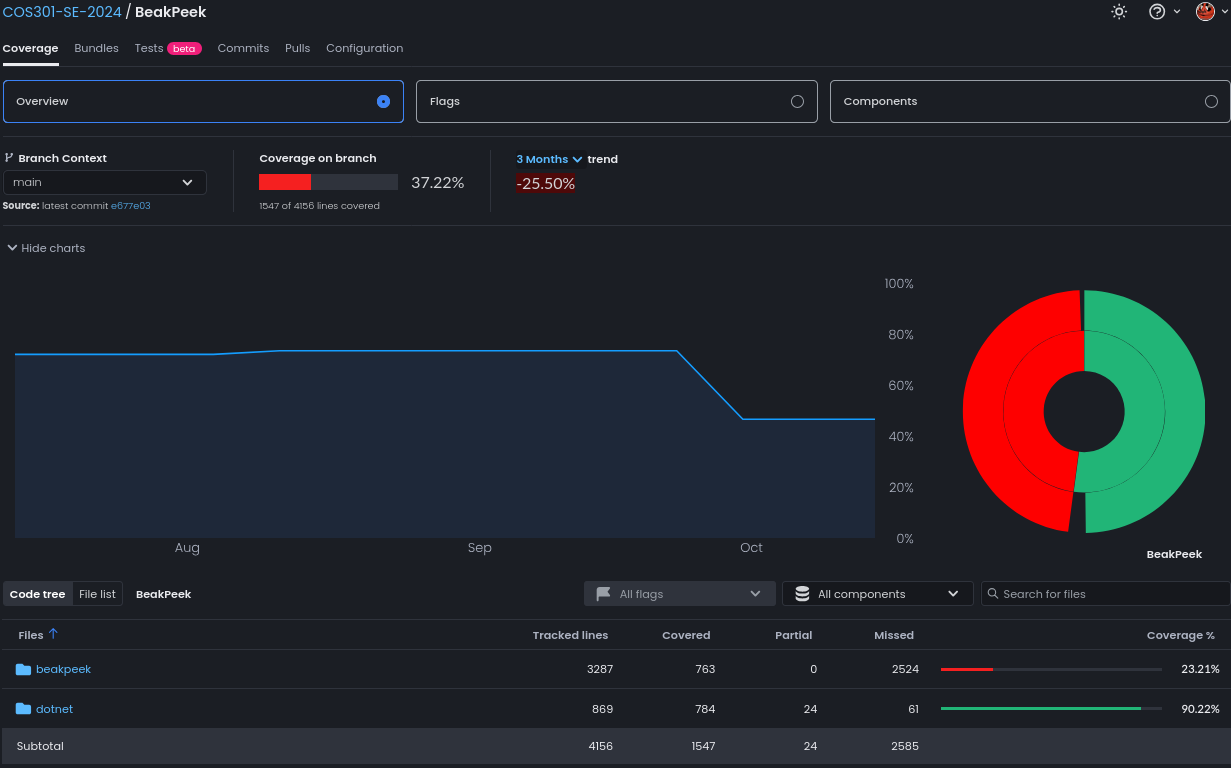 COS301-SE-2024 / BeakPeek
Coverage Bundles Tests beta Commits Pulls Configuration
Overview
Flags
Components
Branch Context
main
Source: latest commit e677e03
Coverage on branch
37.22%
1547 of 4156 lines covered
3 Months trend
-25.50%
Hide charts
100%
80%
60%
40%
20%
0%
Aug Sep Oct
BeakPeek
Code tree File list BeakPeek
All flags All components Search for files
Files Tracked lines Covered Partial Missed Coverage %
beakpeek 3287 763 0 2524 23.21%
dotnet 869 784 24 61 90.22%
Subtotal 4156 1547 24 2585